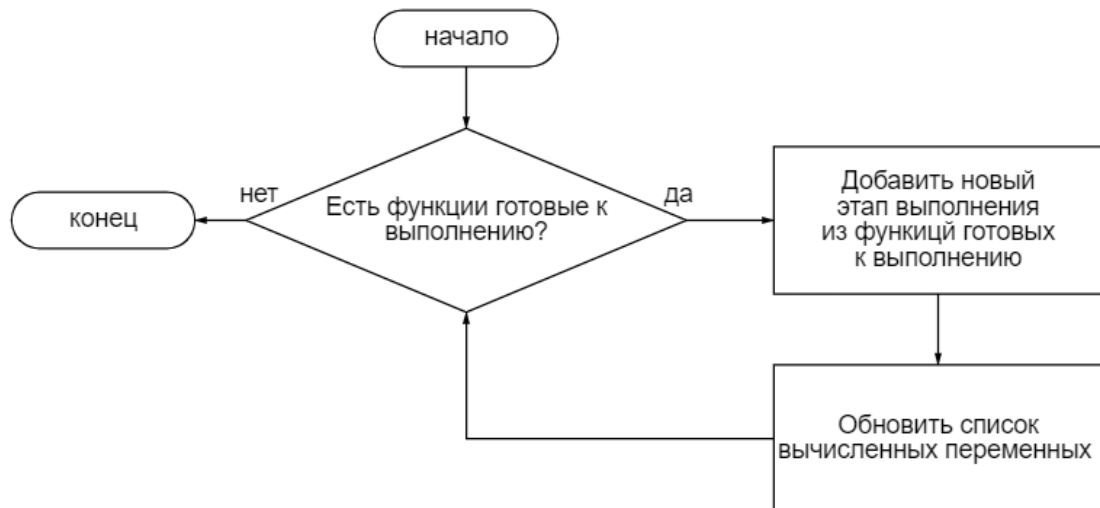 начало
нет
да
конец
Есть функции готовые к
выполнению?
Добавить новый
этап выполнения
из функицй готовых
к выполнению
Обновить список
вычисленных переменных